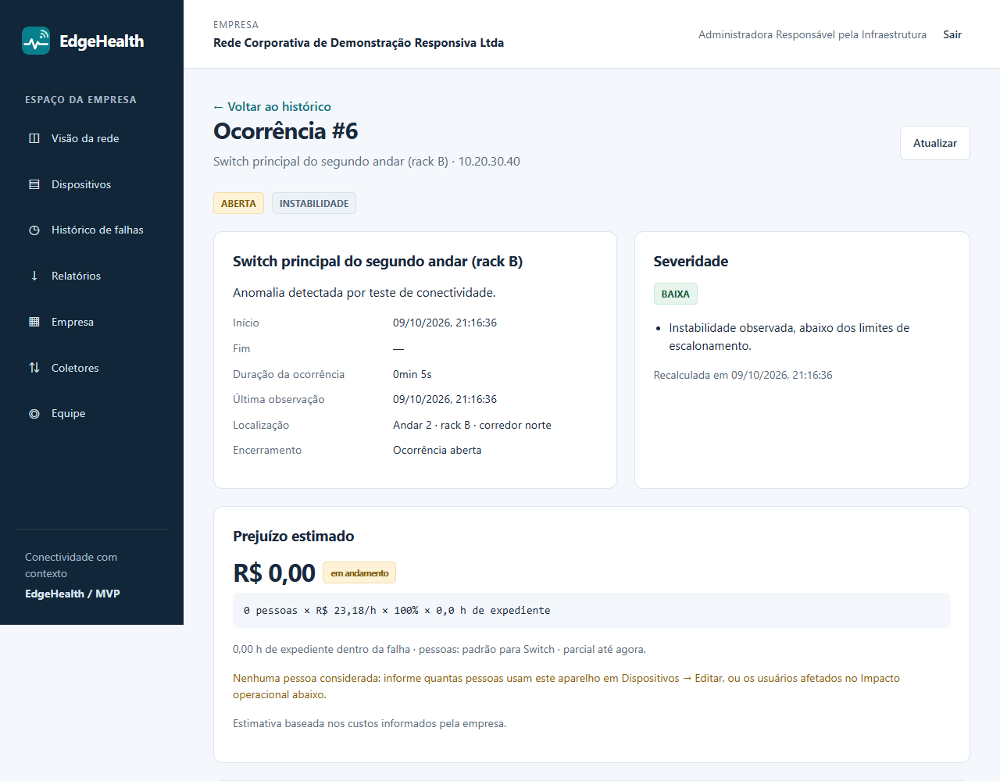 EdgeHealth
ESPAÇO DA EMPRESA
Visão da rede
Dispositivos
Histórico de falhas
Relatórios
Empresa
Coletores
Equipe
Conectividade com
contexto
EdgeHealth / MVP
EMPRESA
Rede Corporativa de Demonstração Responsiva Ltda
Administradora Responsável pela Infraestrutura
Sair
← Voltar ao histórico
Ocorrência #6
Switch principal do segundo andar (rack B) · 10.20.30.40
Atualizar
ABERTA
INSTABILIDADE
Switch principal do segundo andar (rack B)
Anomalia detectada por teste de conectividade.
Início 09/10/2026, 21:16:36
Fim —
Duração da ocorrência 0min 5s
Última observação 09/10/2026, 21:16:36
Localização Andar 2 · rack B · corredor norte
Encerramento Ocorrência aberta
Severidade
BAIXA
• Instabilidade observada, abaixo dos limites de
escalonamento.
Recalculada em 09/10/2026, 21:16:36
Prejuízo estimado
R$ 0,00 em andamento
0 pessoas × R$ 23,18/h × 100% × 0,0 h de expediente
0,00 h de expediente dentro da falha · pessoas: padrão para Switch · parcial até agora.
Nenhuma pessoa considerada: informe quantas pessoas usam este aparelho em Dispositivos → Editar, ou os usuários afetados no Impacto
operacional abaixo.
Estimativa baseada nos custos informados pela empresa.